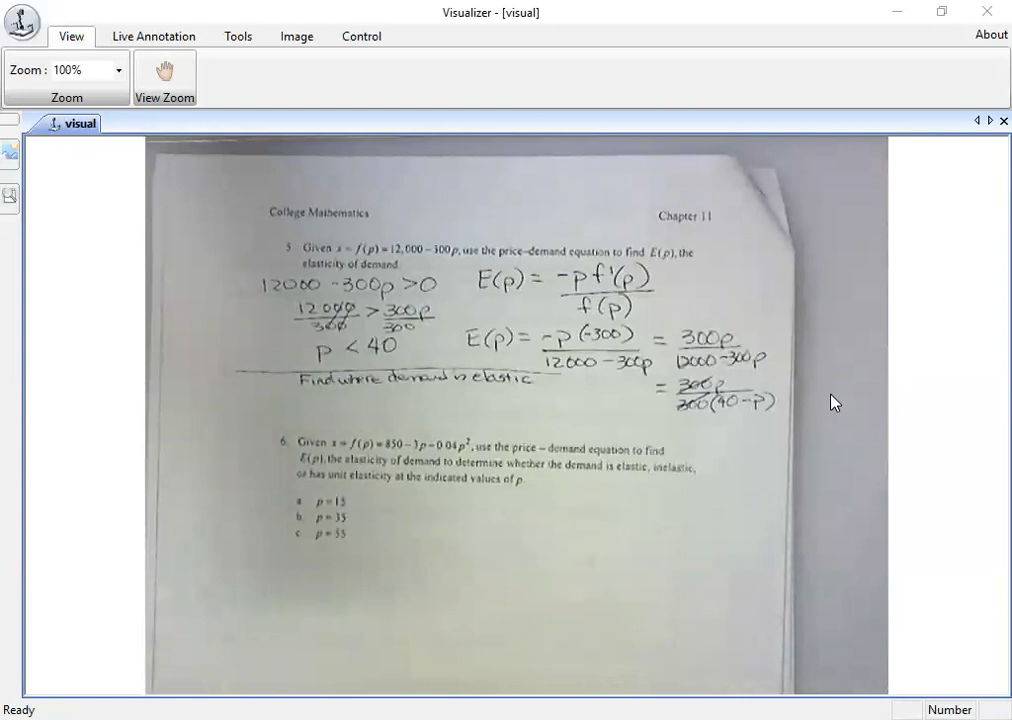 Visualizer - [visual]
View Live Annotation Tools Image Control About
Zoom : 100%
Zoom View Zoom
visual
College Mathematics Chapter 11
5 Given x = f(p) = 12,000 − 300p, use the price–demand equation to find E(p), the
elasticity of demand
12000 - 300p > 0
12000/300 > 300p/300
p < 40
E(p) = -p f'(p)/f(p)
E(p) = -p(-300)/12000 - 300p = 300p/12000 - 300p
= 300p/300(40 - p)
Find where demand is elastic
6. Given x = f(p) = 850 − 3p − 0.04p², use the price – demand equation to find
E(p), the elasticity of demand to determine whether the demand is elastic, inelastic,
or has unit elasticity at the indicated values of p.
a p = 15
b p = 35
c p = 55
Ready Number